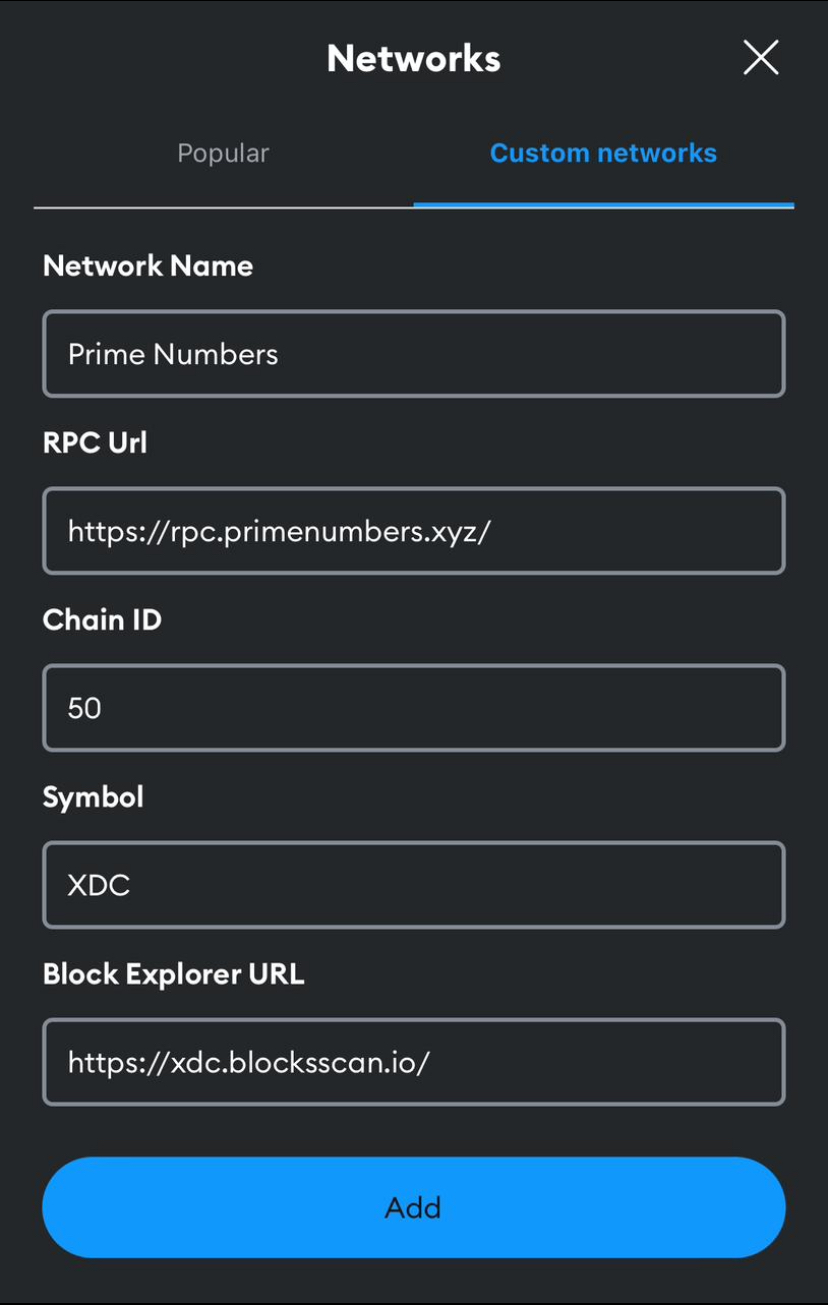 Networks
Popular
Custom networks
Network Name
Prime Numbers
RPC Url
https://rpc.primenumbers.xyz/
Chain ID
50
Symbol
XDC
Block Explorer URL
https://xdc.blocksscan.io/
Add